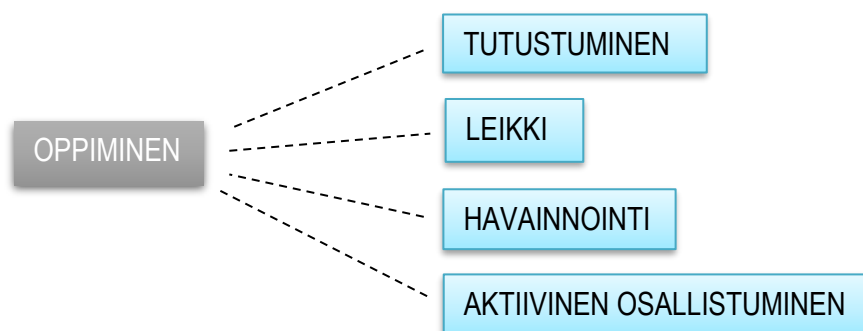 TUTUSTUMINEN
LEIKKI
OPPIMINEN
HAVAINNOINTI
AKTIIVINEN OSALLISTUMINEN